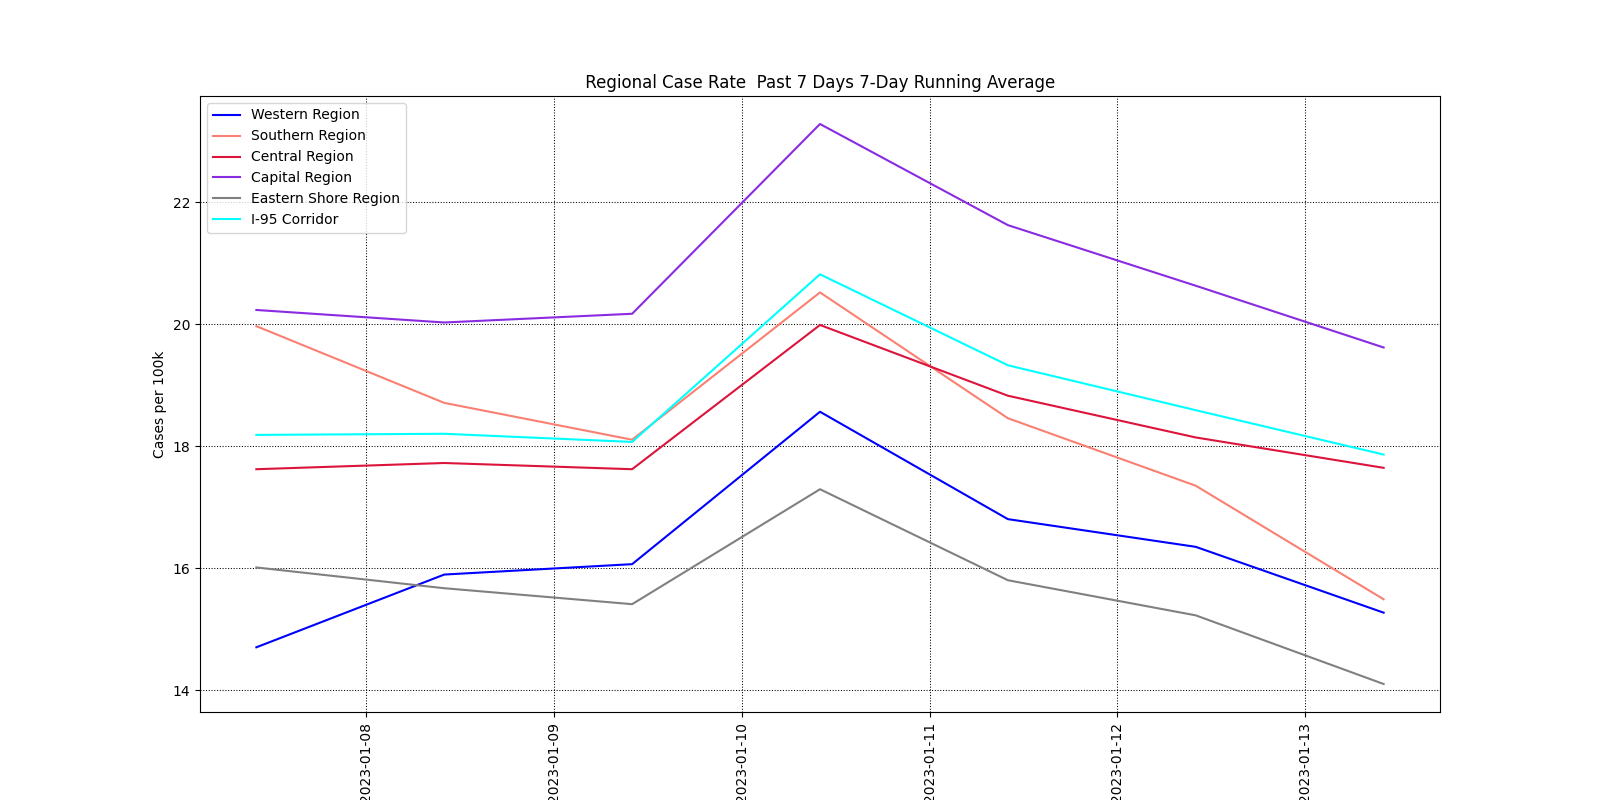 Regional Case Rate  Past 7 Days 7-Day Running Average
Western Region
Southern Region
Central Region
Capital Region
Eastern Shore Region
I-95 Corridor
Cases per 100k
22
20
18
16
14
2023-01-08
2023-01-09
2023-01-10
2023-01-11
2023-01-12
2023-01-13